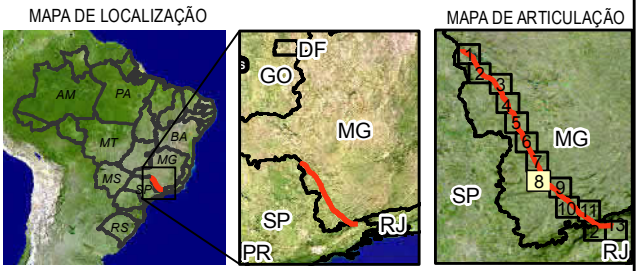 MAPA DE LOCALIZAÇÃO
AM
PA
MT
BA
MG
MS
SP
RS
DF
GO
MG
SP
PR
RJ
MAPA DE ARTICULAÇÃO
1
2
3
4
5
6
7
8
9
10
11
13
MG
SP
RJ